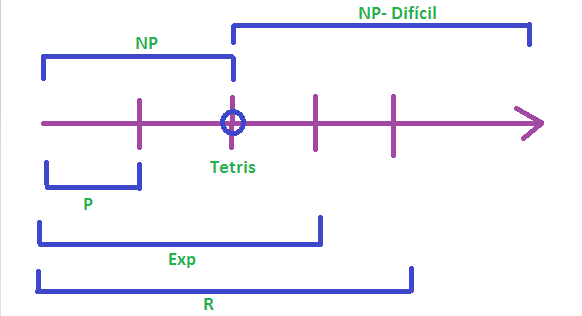 NP- Difícil
NP
Tetris
P
Exp
R